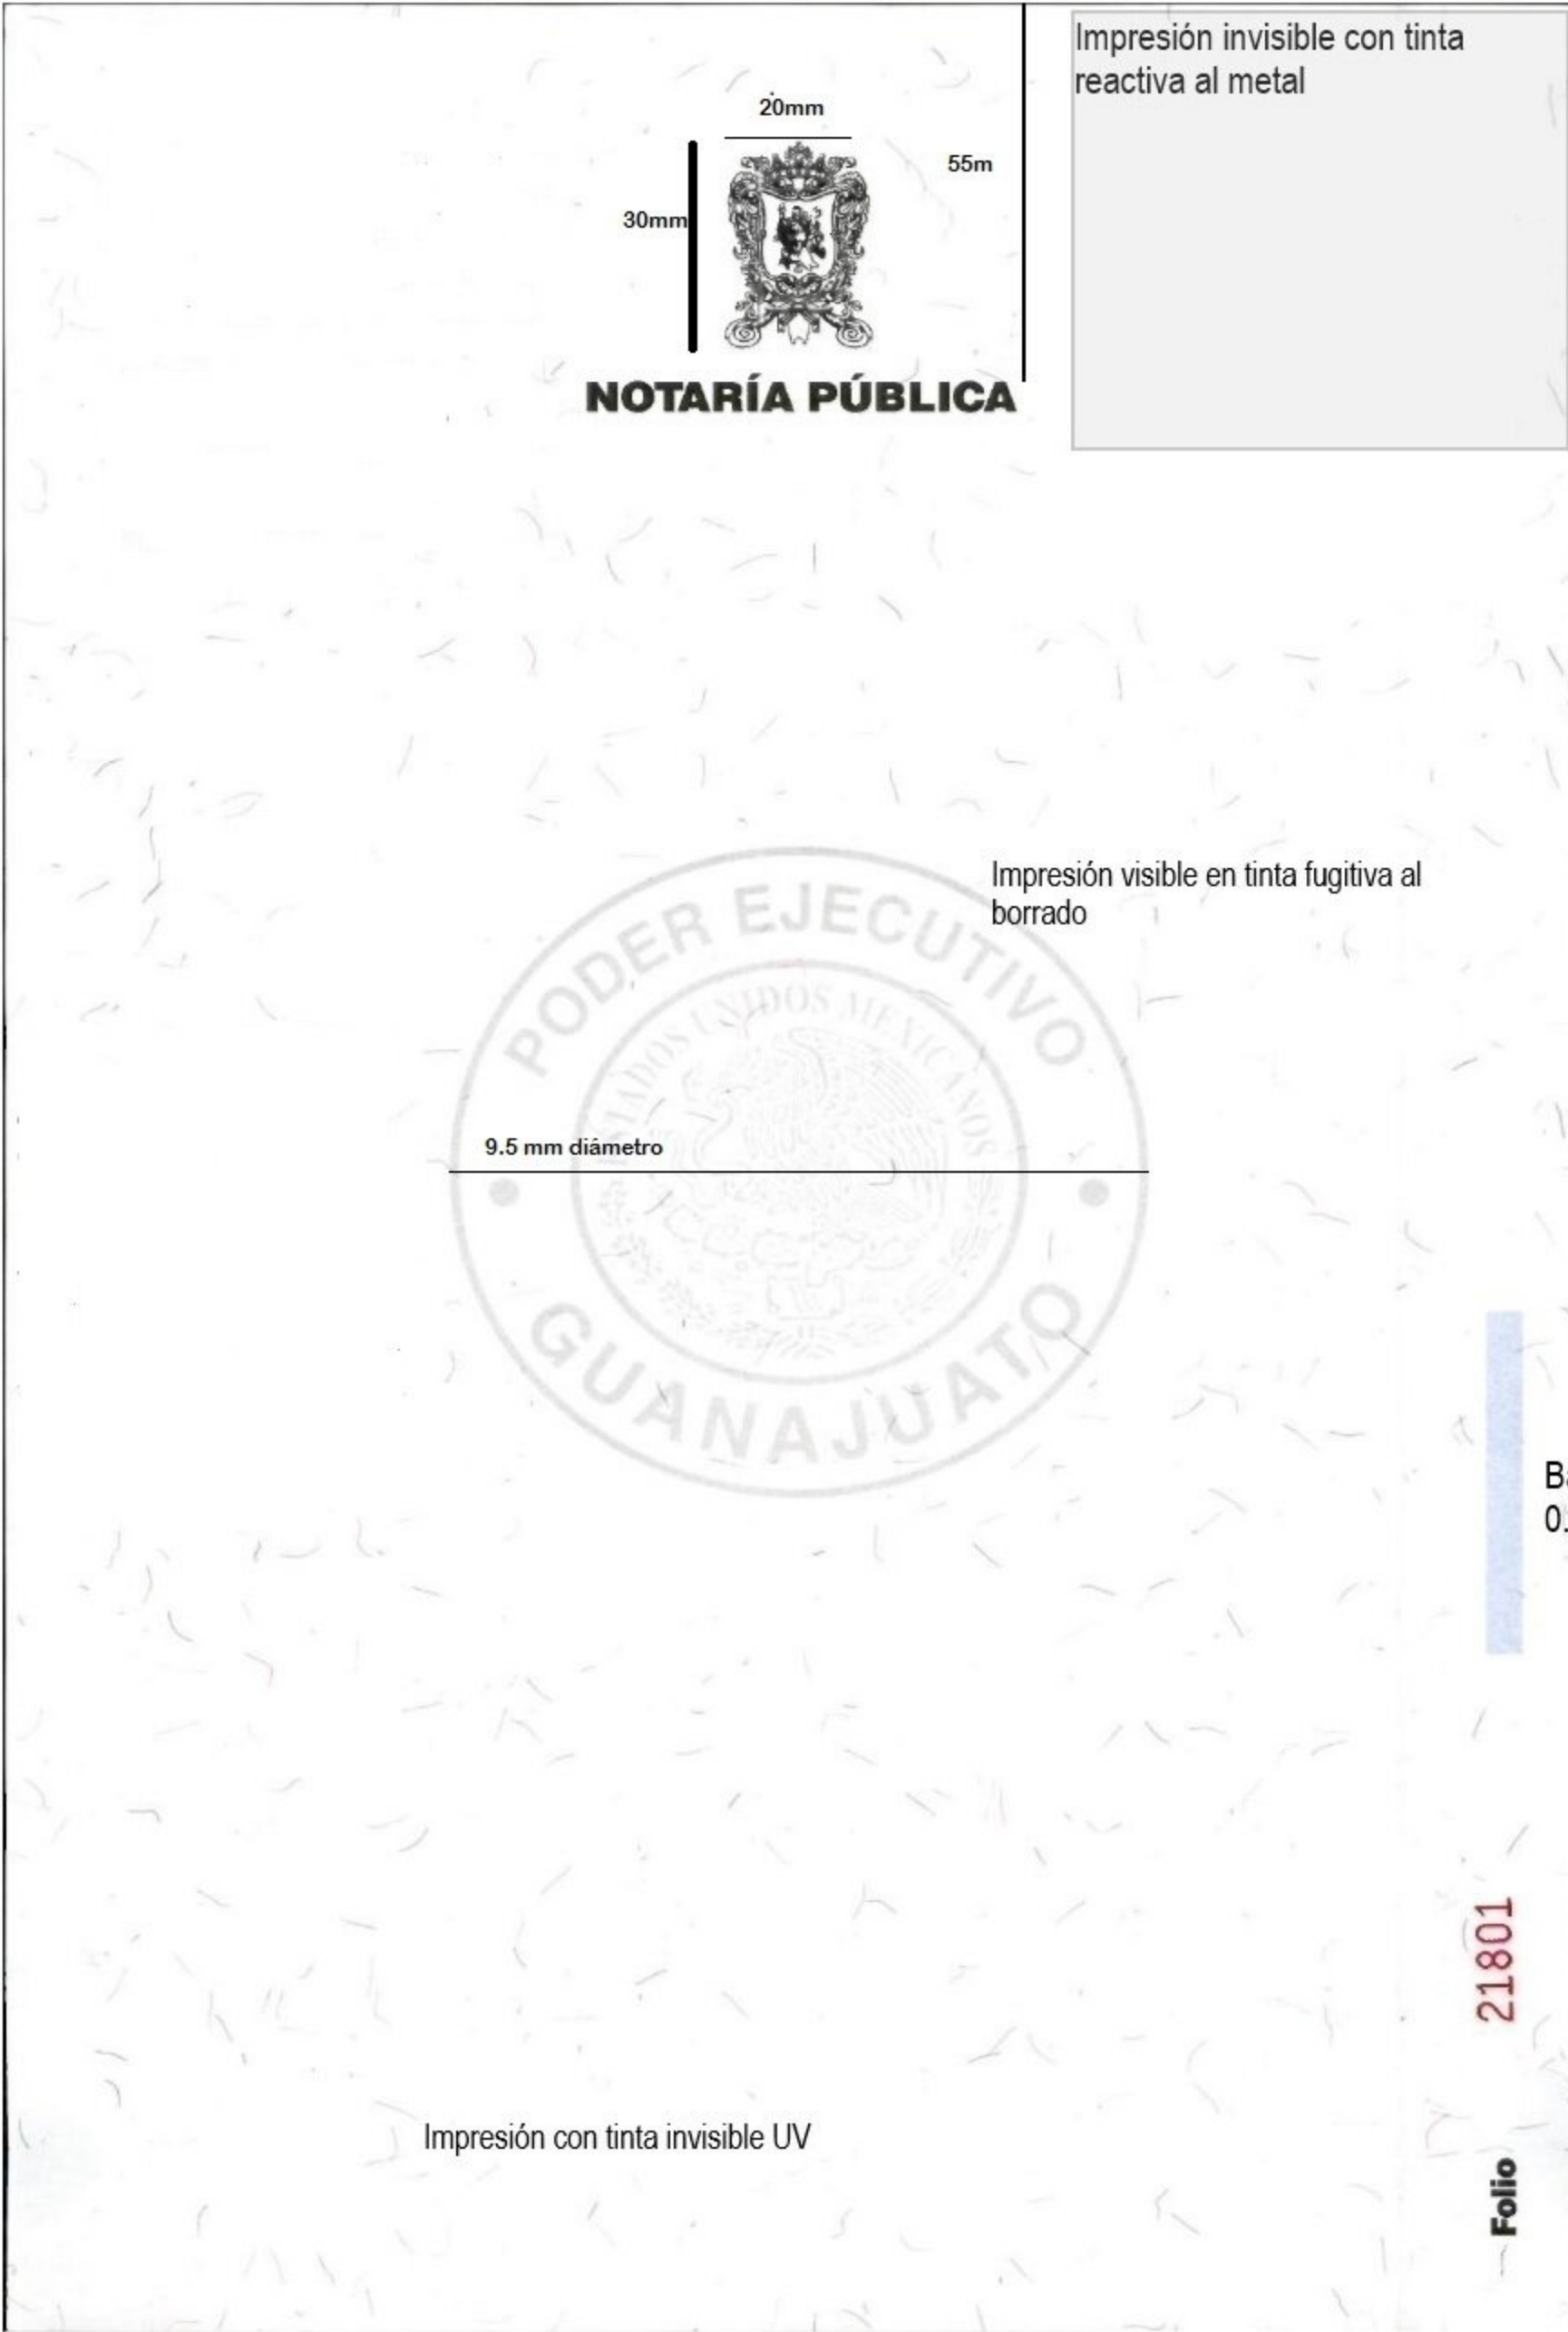 Impresión invisible con tinta
reactiva al metal
20mm
55m
30mm
NOTARÍA PÚBLICA
Impresión visible en tinta fugitiva al
borrado
PODER EJECUTIVO
ESTADOS UNIDOS MEXICANOS
9.5 mm diámetro
GUANAJUATO
21801
Impresión con tinta invisible UV
Folio